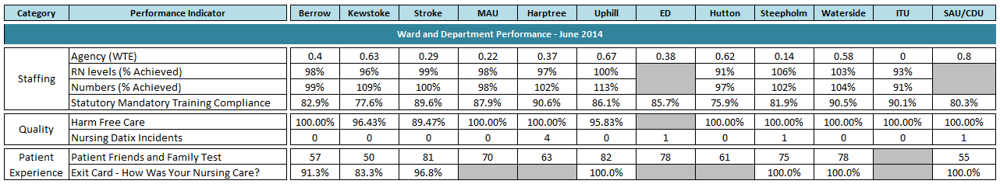 Category Performance Indicator Berrow Kewstoke Stroke MAU Harptree Uphill ED Hutton Steepholm Waterside ITU SAU/CDU
Ward and Department Performance - June 2014
Staffing
Agency (WTE) 0.4 0.63 0.29 0.22 0.37 0.67 0.38 0.62 0.14 0.58 0 0.8
RN levels (% Achieved) 98% 96% 99% 98% 97% 100% 91% 106% 103% 93%
Numbers (% Achieved) 99% 109% 100% 98% 102% 113% 97% 102% 104% 91%
Statutory Mandatory Training Compliance 82.9% 77.6% 89.6% 87.9% 90.6% 86.1% 85.7% 75.9% 81.9% 90.5% 90.1% 80.3%
Quality
Harm Free Care 100.00% 96.43% 89.47% 100.00% 100.00% 95.83% 100.00% 100.00% 100.00% 100.00% 100.00%
Nursing Datix Incidents 0 0 0 0 4 0 1 0 1 0 0 1
Patient Experience
Patient Friends and Family Test 57 50 81 70 63 82 78 61 75 78 55
Exit Card - How Was Your Nursing Care? 91.3% 83.3% 96.8% 100.0% 100.0% 100.0% 100.0%